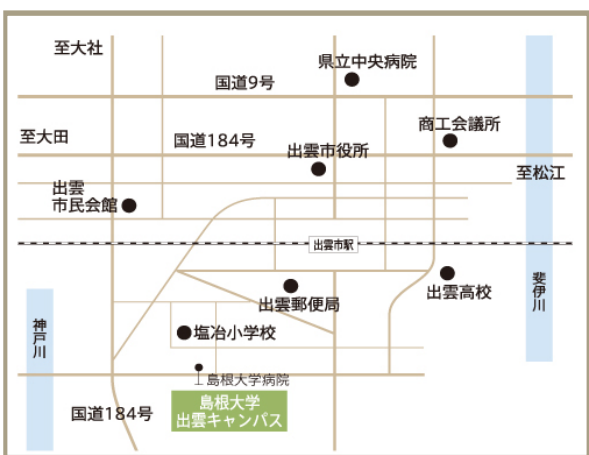 至大社
県立中央病院
国道9号
商工会議所
至大田
国道184号
出雲市役所
至松江
出雲
市民会館
出雲市駅
斐伊川
出雲高校
出雲郵便局
神戸川
塩冶小学校
島根大学病院
島根大学
出雲キャンパス
国道184号